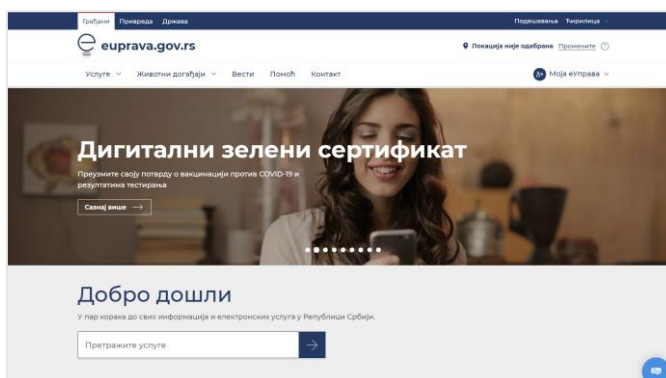 Грађани Привреда Држава
Подешавања Ћирилица
euprava.gov.rs
Локација није одабрана Промените ?
Услуге Животни догађаји Вести Помоћ Контакт
Моја еУправа
Дигитални зелени сертификат
Преузмите своју потврду о вакцинацији против COVID-19 и
резултатима тестирања
Сазнај више →
Добро дошли
У пар корака до свих информација и електронских услуга у Републици Србији.
Претражите услуге